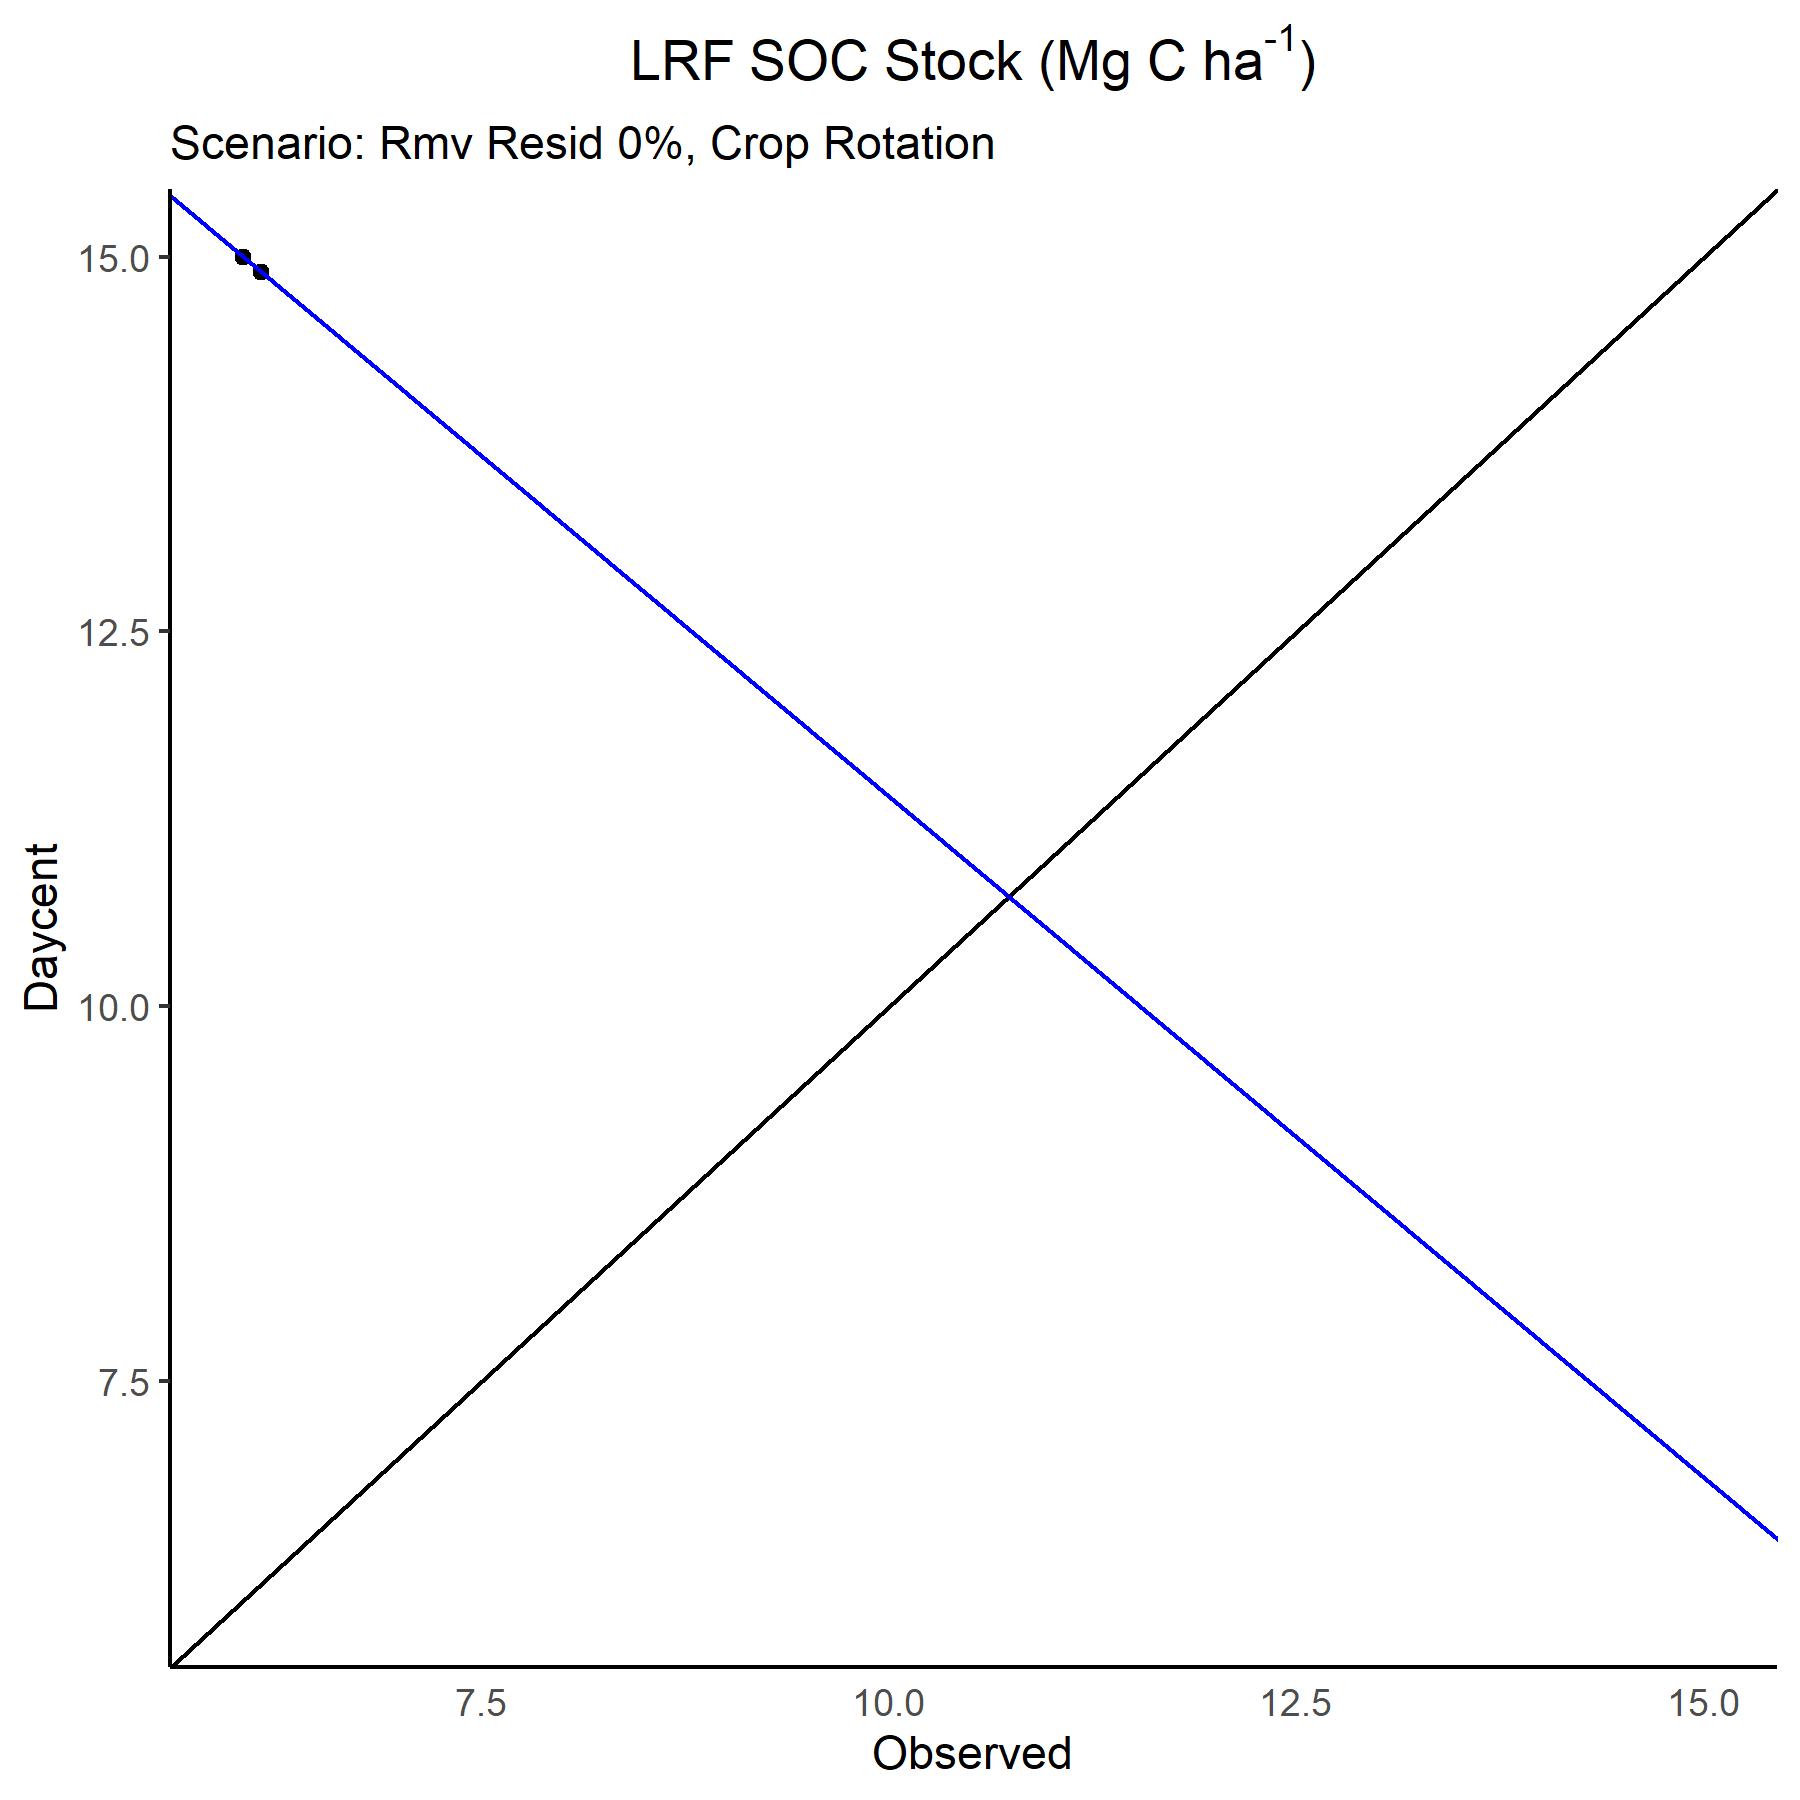 LRF SOC Stock (Mg C ha⁻¹)
Scenario: Rmv Resid 0%, Crop Rotation
15.0
12.5
10.0
7.5
Daycent
7.5 10.0 12.5 15.0
Observed